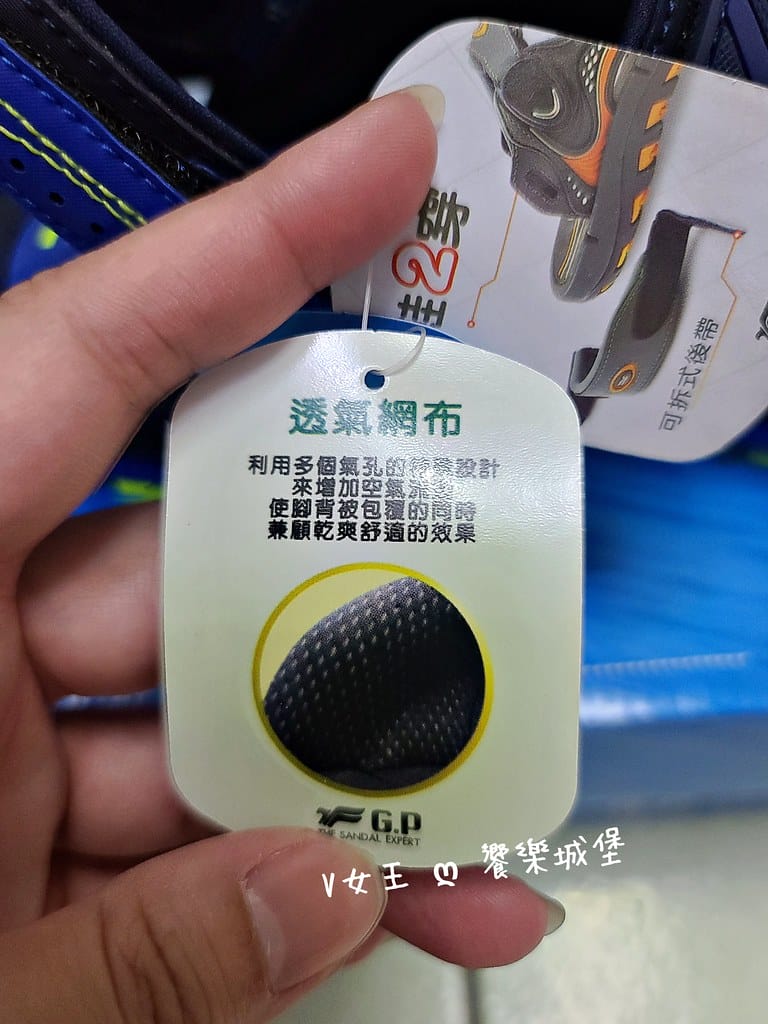 2穿
可拆式後帶
透氣網布
利用多個氣孔的設計
來增加空氣
使腳背被包覆的同時
兼顧乾爽舒適的效果
G.P
THE SANDAL EXPERT
V女王 ღ 饗樂城堡